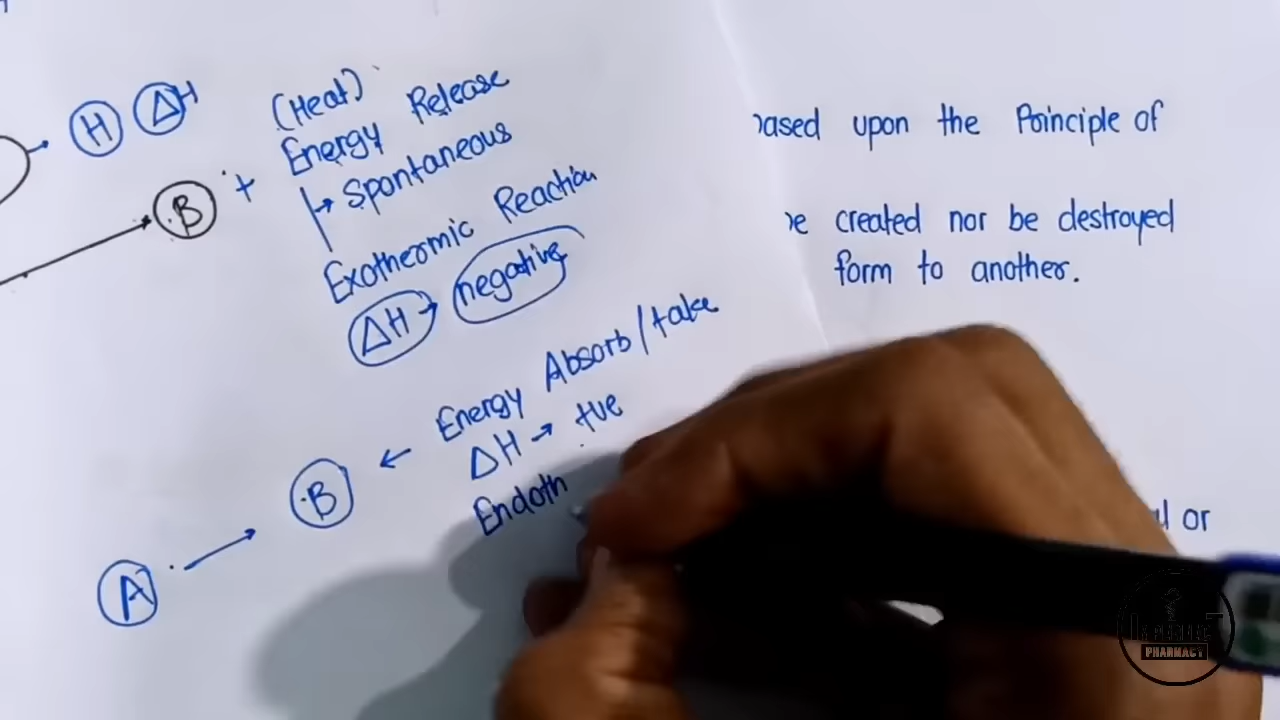 H ΔH
(Heat)
B + Energy Release
→ Spontaneous
Exothermic Reaction
ΔH → negative
Energy Absorb/take
B ←
ΔH → +ve
Endoth
A →
upon the Principle of
created nor be destroyed
form to another.
or
PHARMACY